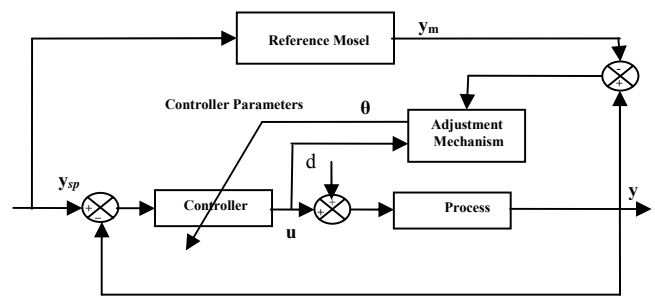 Reference Mosel
ym
-
+
Controller Parameters
θ
Adjustment
Mechanism
d
ysp
+
−
Controller
u
+
+
Process
y